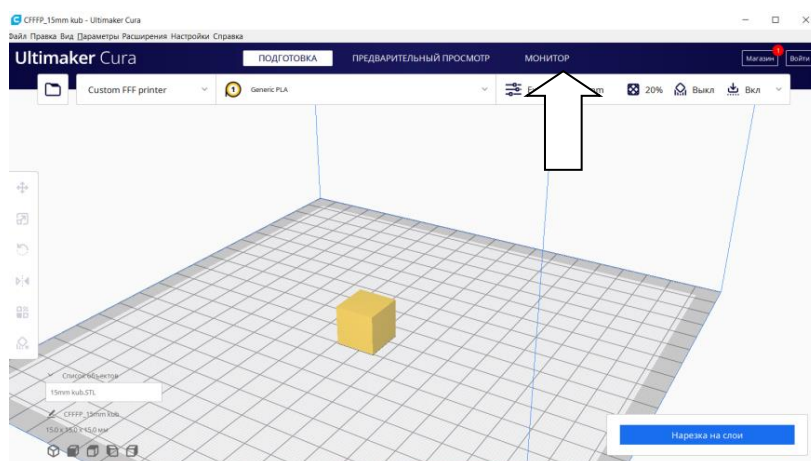 CFFFP_15mm kub - Ultimaker Cura
Файл Правка Вид Параметры Расширения Настройки Справка
Ultimaker Cura ПОДГОТОВКА ПРЕДВАРИТЕЛЬНЫЙ ПРОСМОТР МОНИТОР Магазин 1 Войти
Custom FFF printer 1 Generic PLA 20% Выкл Вкл
Список объектов
15mm kub.STL
CFFFP_15mm kub
15.0 x 15.0 x 15.0 мм
Нарезка на слои